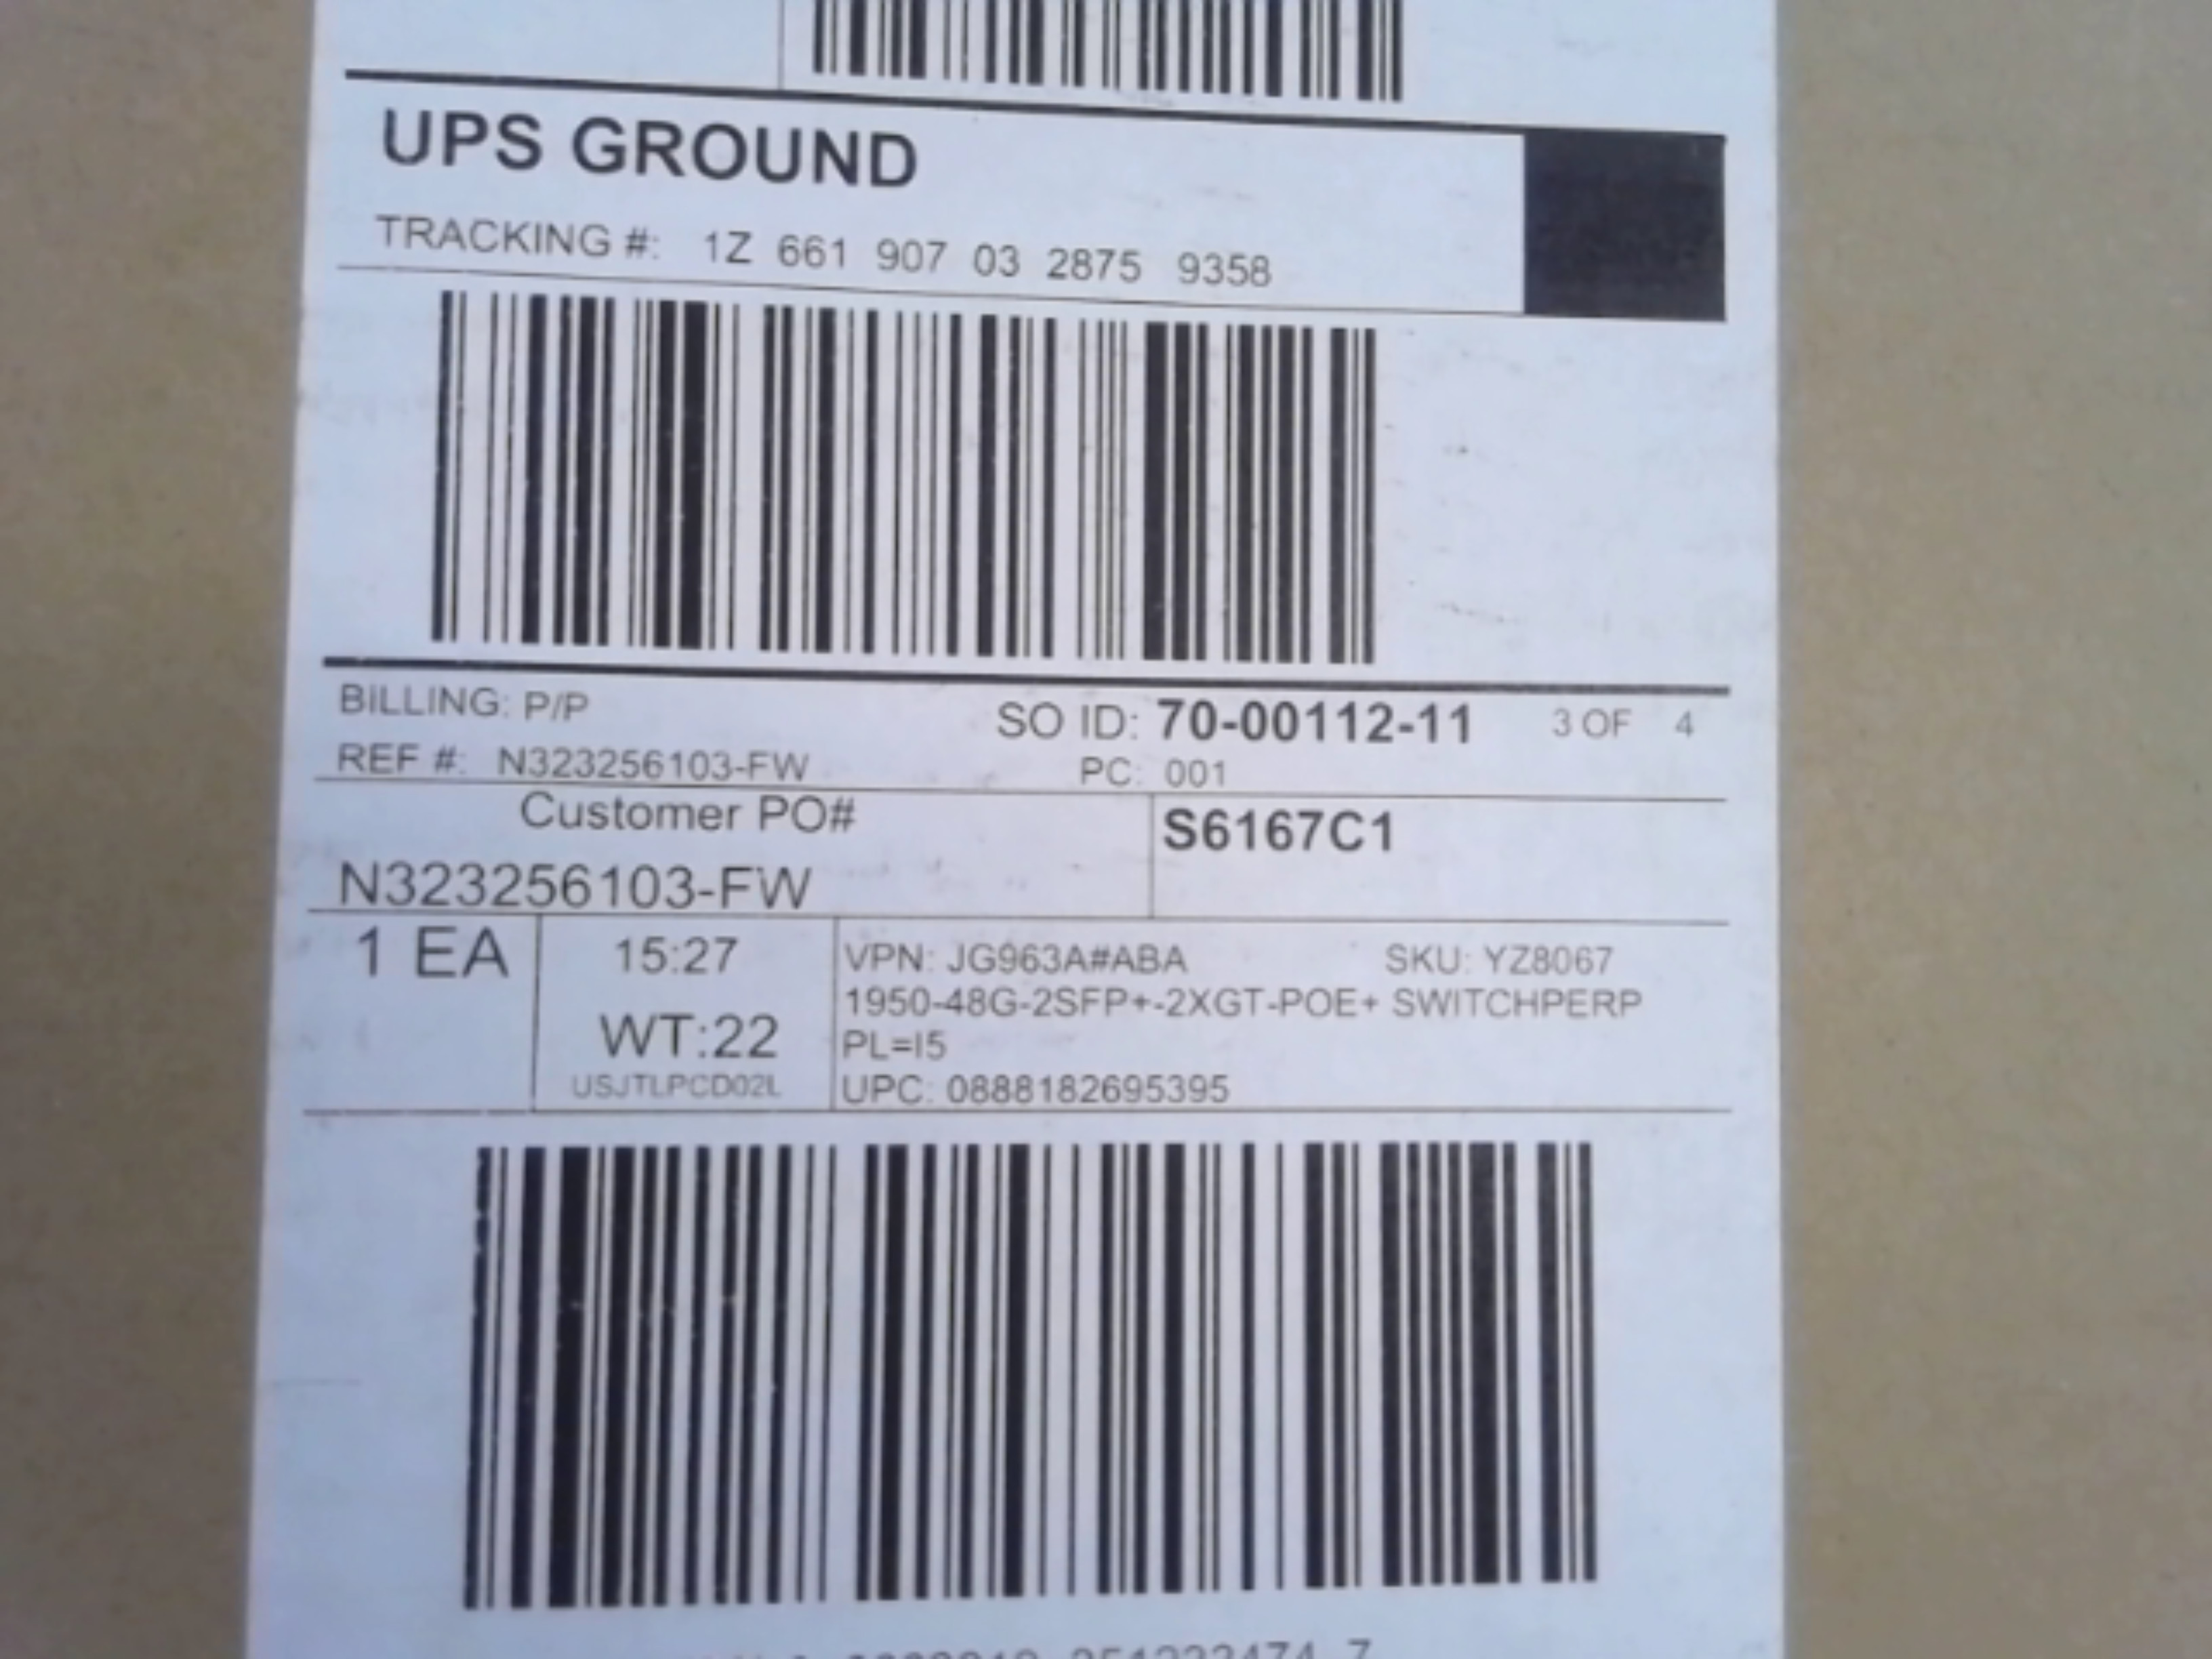 UPS GROUND
TRACKING #: 1Z 661 907 03 2875 9358
BILLING: P/P
SO ID: 70-00112-11 3 OF 4
REF #: N323256103-FW
PC: 001
Customer PO#
S6167C1
N323256103-FW
1 EA
15:27
WT:22
USJTLPCD02L
VPN: JG963A#ABA SKU: YZ8067
1950-48G-2SFP+-2XGT-POE+ SWITCHPERP
PL=I5
UPC: 0888182695395